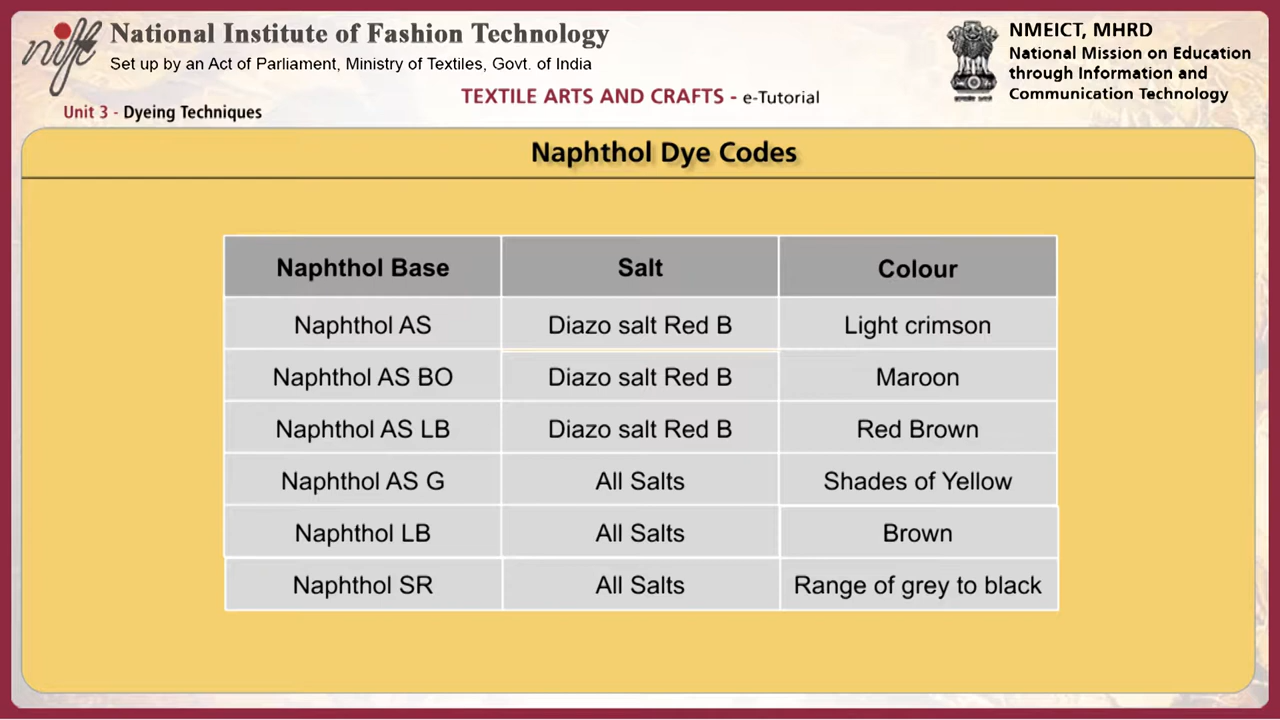 nift
National Institute of Fashion Technology
Set up by an Act of Parliament, Ministry of Textiles, Govt. of India
NMEICT, MHRD
National Mission on Education
through Information and
Communication Technology
TEXTILE ARTS AND CRAFTS - e-Tutorial
Unit 3 - Dyeing Techniques
Naphthol Dye Codes
Naphthol Base Salt Colour
Naphthol AS Diazo salt Red B Light crimson
Naphthol AS BO Diazo salt Red B Maroon
Naphthol AS LB Diazo salt Red B Red Brown
Naphthol AS G All Salts Shades of Yellow
Naphthol LB All Salts Brown
Naphthol SR All Salts Range of grey to black